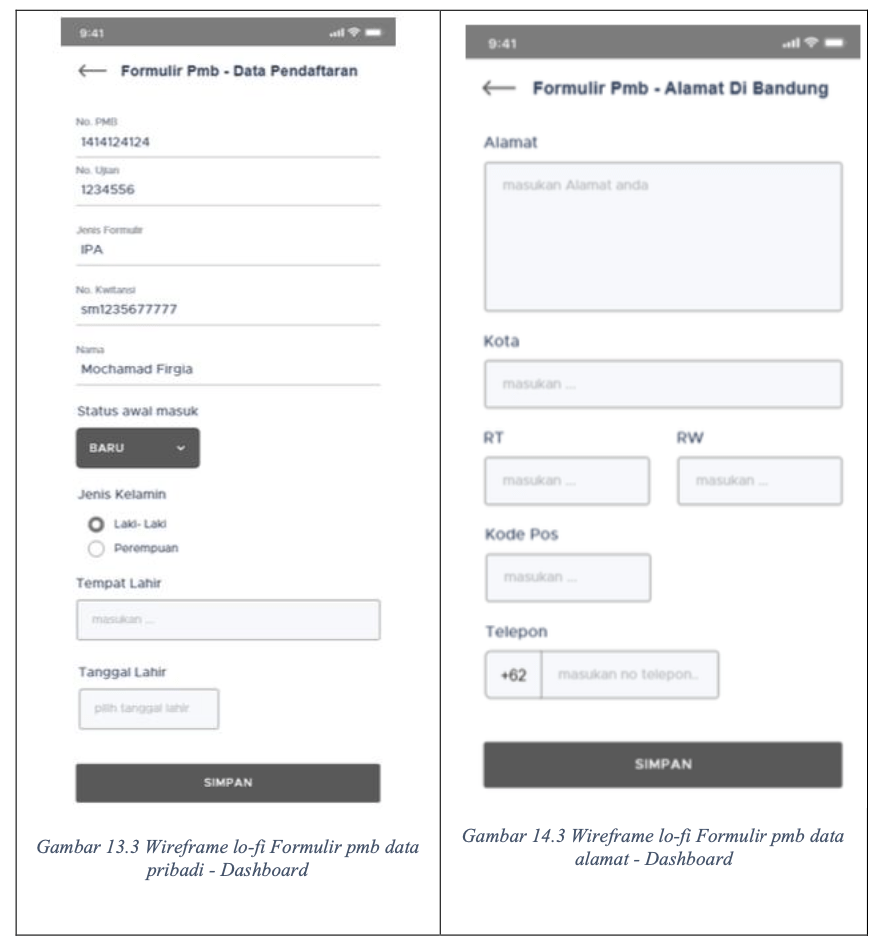 9:41
Formulir Pmb - Data Pendaftaran
No. PMB
1414124124
No. Ujian
1234556
Jenis Formulir
IPA
No. Kwitansi
sm1235677777
Nama
Mochamad Firgia
Status awal masuk
BARU
Jenis Kelamin
Laki- Laki
Perempuan
Tempat Lahir
masukan ...
Tanggal Lahir
pilih tanggal lahir
SIMPAN
Gambar 13.3 Wireframe lo-fi Formulir pmb data
pribadi - Dashboard
9:41
Formulir Pmb - Alamat Di Bandung
Alamat
masukan Alamat anda
Kota
masukan ...
RT RW
masukan ... masukan ...
Kode Pos
masukan ...
Telepon
+62 masukan no telepon..
SIMPAN
Gambar 14.3 Wireframe lo-fi Formulir pmb data
alamat - Dashboard